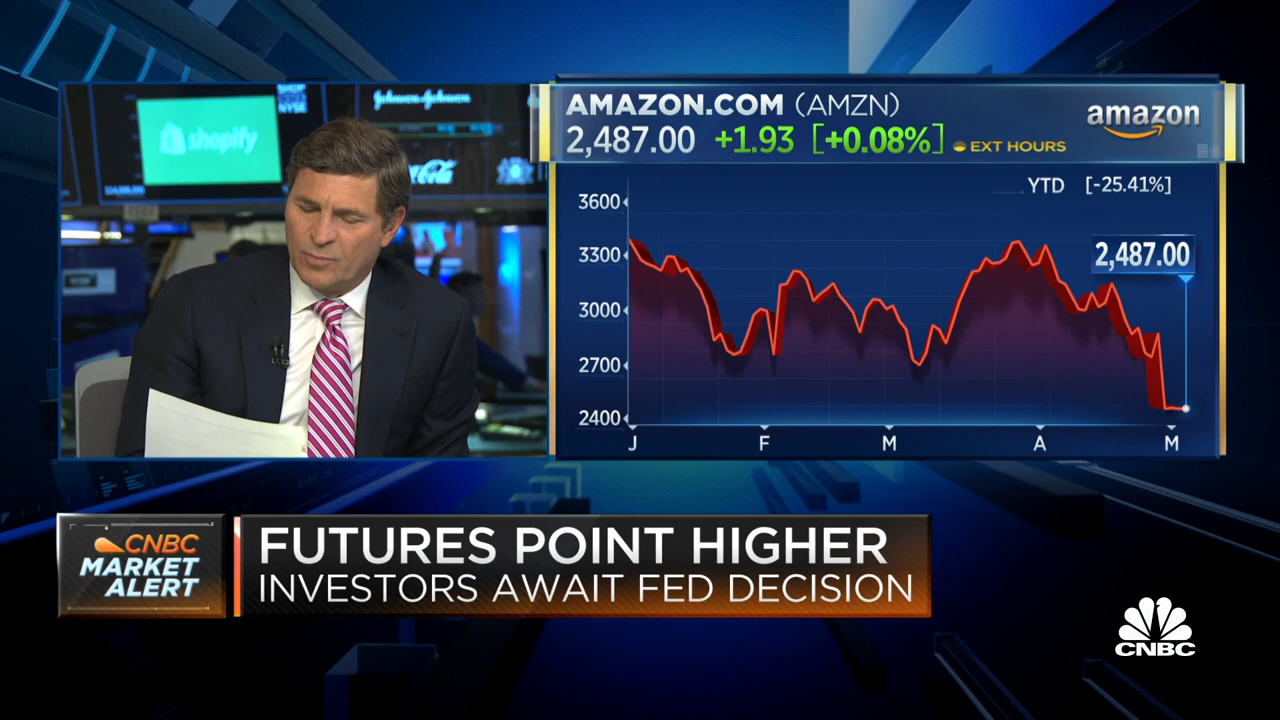 shopify
NYSE
Johnson & Johnson
AMAZON.COM (AMZN)
2,487.00 +1.93 [+0.08%] EXT HOURS
amazon
YTD [-25.41%]
3600
3300
3000
2700
2400
2,487.00
J F M A M
CNBC
MARKET
ALERT
FUTURES POINT HIGHER
INVESTORS AWAIT FED DECISION
CNBC